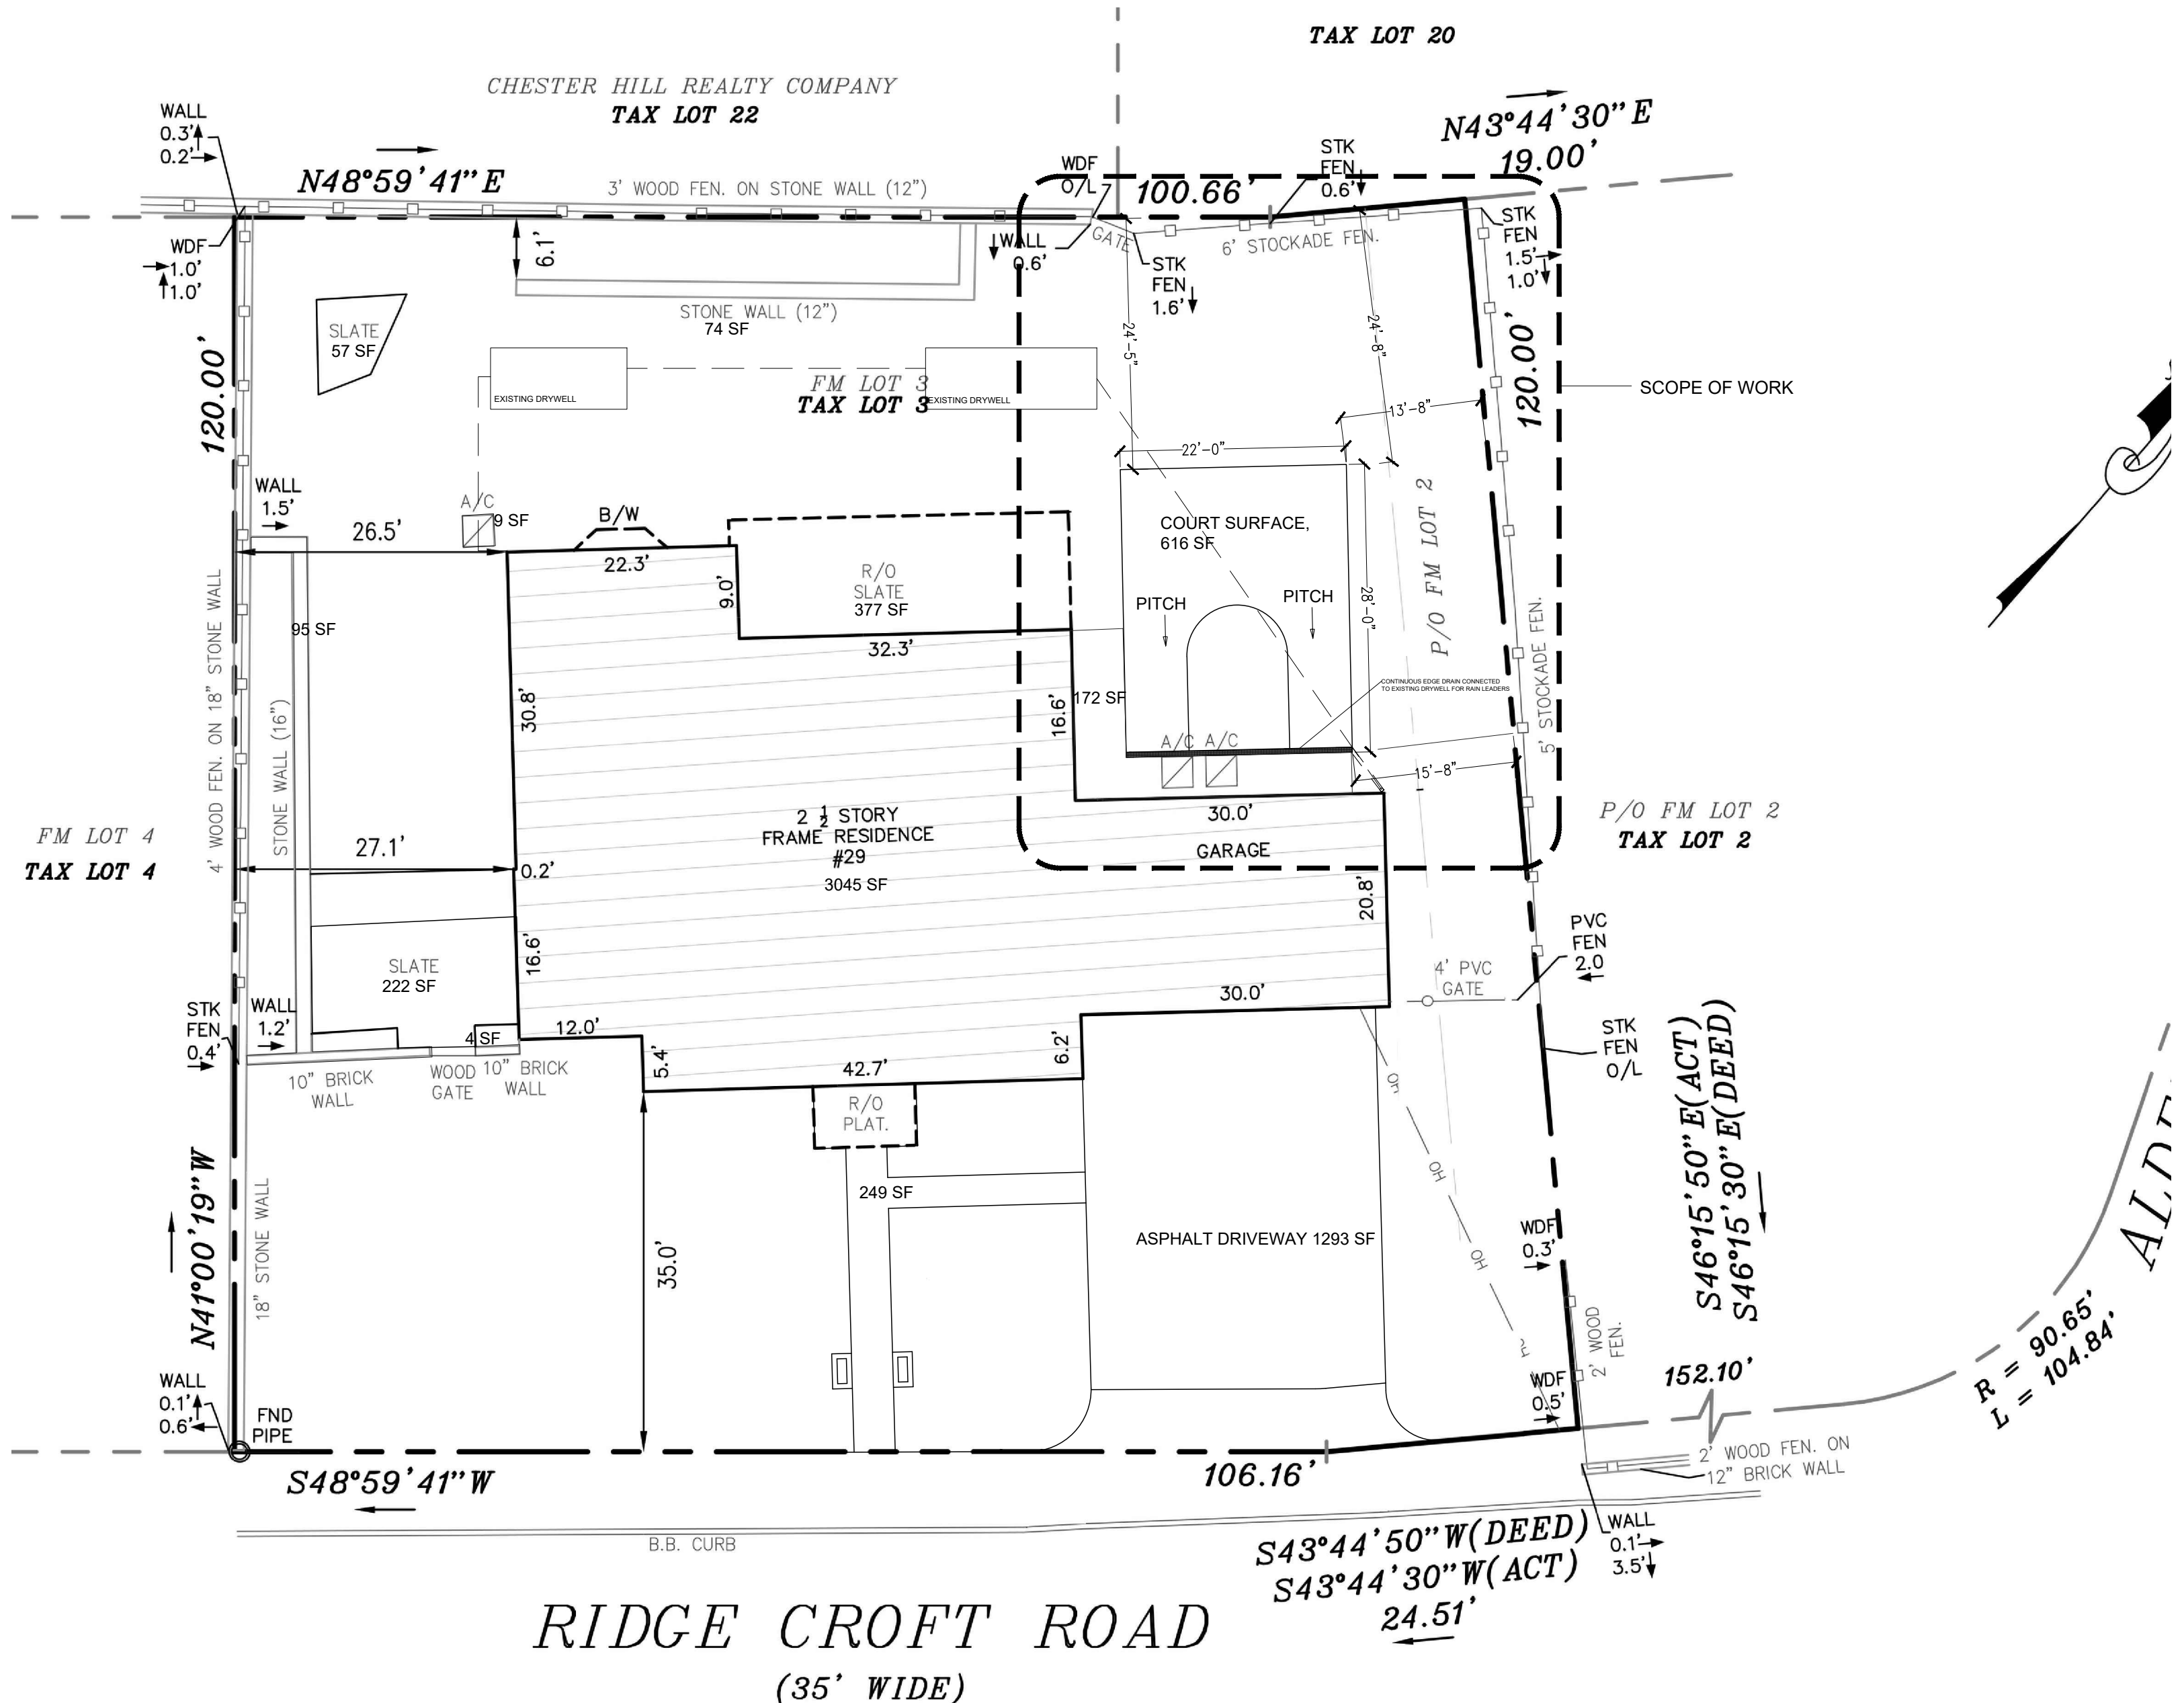 TAX LOT 20
CHESTER HILL REALTY COMPANY
TAX LOT 22
N43°44'30"E
19.00'
WALL
0.3'
0.2'
N48°59'41"E
3' WOOD FEN. ON STONE WALL (12")
WDF
O/L
100.66'
STK
FEN
0.6'
WDF
1.0'
1.0'
6.1'
WALL
0.6'
GATE
6' STOCKADE FEN.
STK
FEN
1.6'
STK
FEN
1.5'
1.0'
STONE WALL (12")
74 SF
SLATE
57 SF
120.00'
24'-5"
24'-8"
120.00'
SCOPE OF WORK
EXISTING DRYWELL
FM LOT 3
TAX LOT 3
EXISTING DRYWELL
13'-8"
22'-0"
WALL
1.5'
26.5'
A/C
9 SF
B/W
22.3'
9.0'
R/O
SLATE
377 SF
32.3'
COURT SURFACE,
616 SF
PITCH
PITCH
28'-0"
P/O FM LOT 2
5' STOCKADE FEN.
4' WOOD FEN. ON 18" STONE WALL
95 SF
STONE WALL (16")
30.8'
16.6'
172 SF
CONTINUOUS EDGE DRAIN CONNECTED
TO EXISTING DRYWELL FOR RAIN LEADERS
A/C
A/C
15'-8"
FM LOT 4
TAX LOT 4
27.1'
0.2'
2 ½ STORY
FRAME RESIDENCE
#29
3045 SF
30.0'
GARAGE
P/O FM LOT 2
TAX LOT 2
20.8'
16.6'
SLATE
222 SF
PVC
FEN
2.0
4' PVC
GATE
30.0'
STK
FEN
0.4'
WALL
1.2'
4 SF
12.0'
5.4'
42.7'
6.2'
STK
FEN
O/L
10" BRICK
WALL
WOOD
GATE
10" BRICK
WALL
R/O
PLAT.
OH
OH
OH
S46°15'50"E(ACT)
S46°15'30"E(DEED)
N41°00'19"W
18" STONE WALL
249 SF
35.0'
ASPHALT DRIVEWAY 1293 SF
WDF
0.3'
2' WOOD
FEN.
WDF
0.5'
152.10'
R = 90.65'
L = 104.84'
WALL
0.1'
0.6'
FND
PIPE
S48°59'41"W
106.16'
2' WOOD FEN. ON
12" BRICK WALL
B.B. CURB
S43°44'50"W(DEED)
S43°44'30"W(ACT)
24.51'
WALL
0.1'
3.5'
RIDGE CROFT ROAD
(35' WIDE)